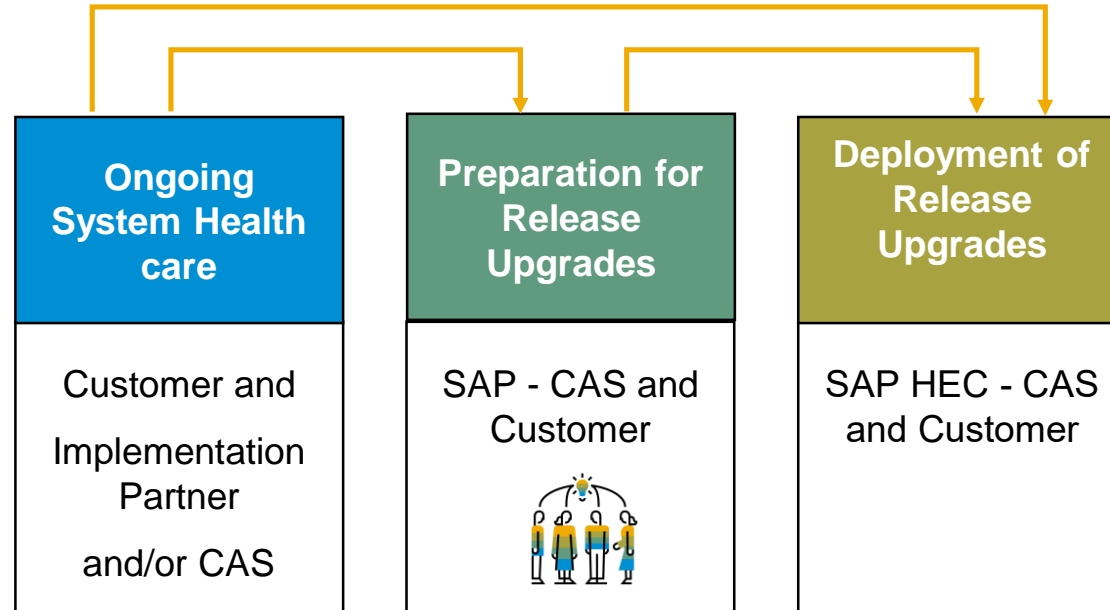 Ongoing
System Health
care
Customer and
Implementation
Partner
and/or CAS
Preparation for
Release
Upgrades
SAP - CAS and
Customer
Deployment of
Release
Upgrades
SAP HEC - CAS
and Customer